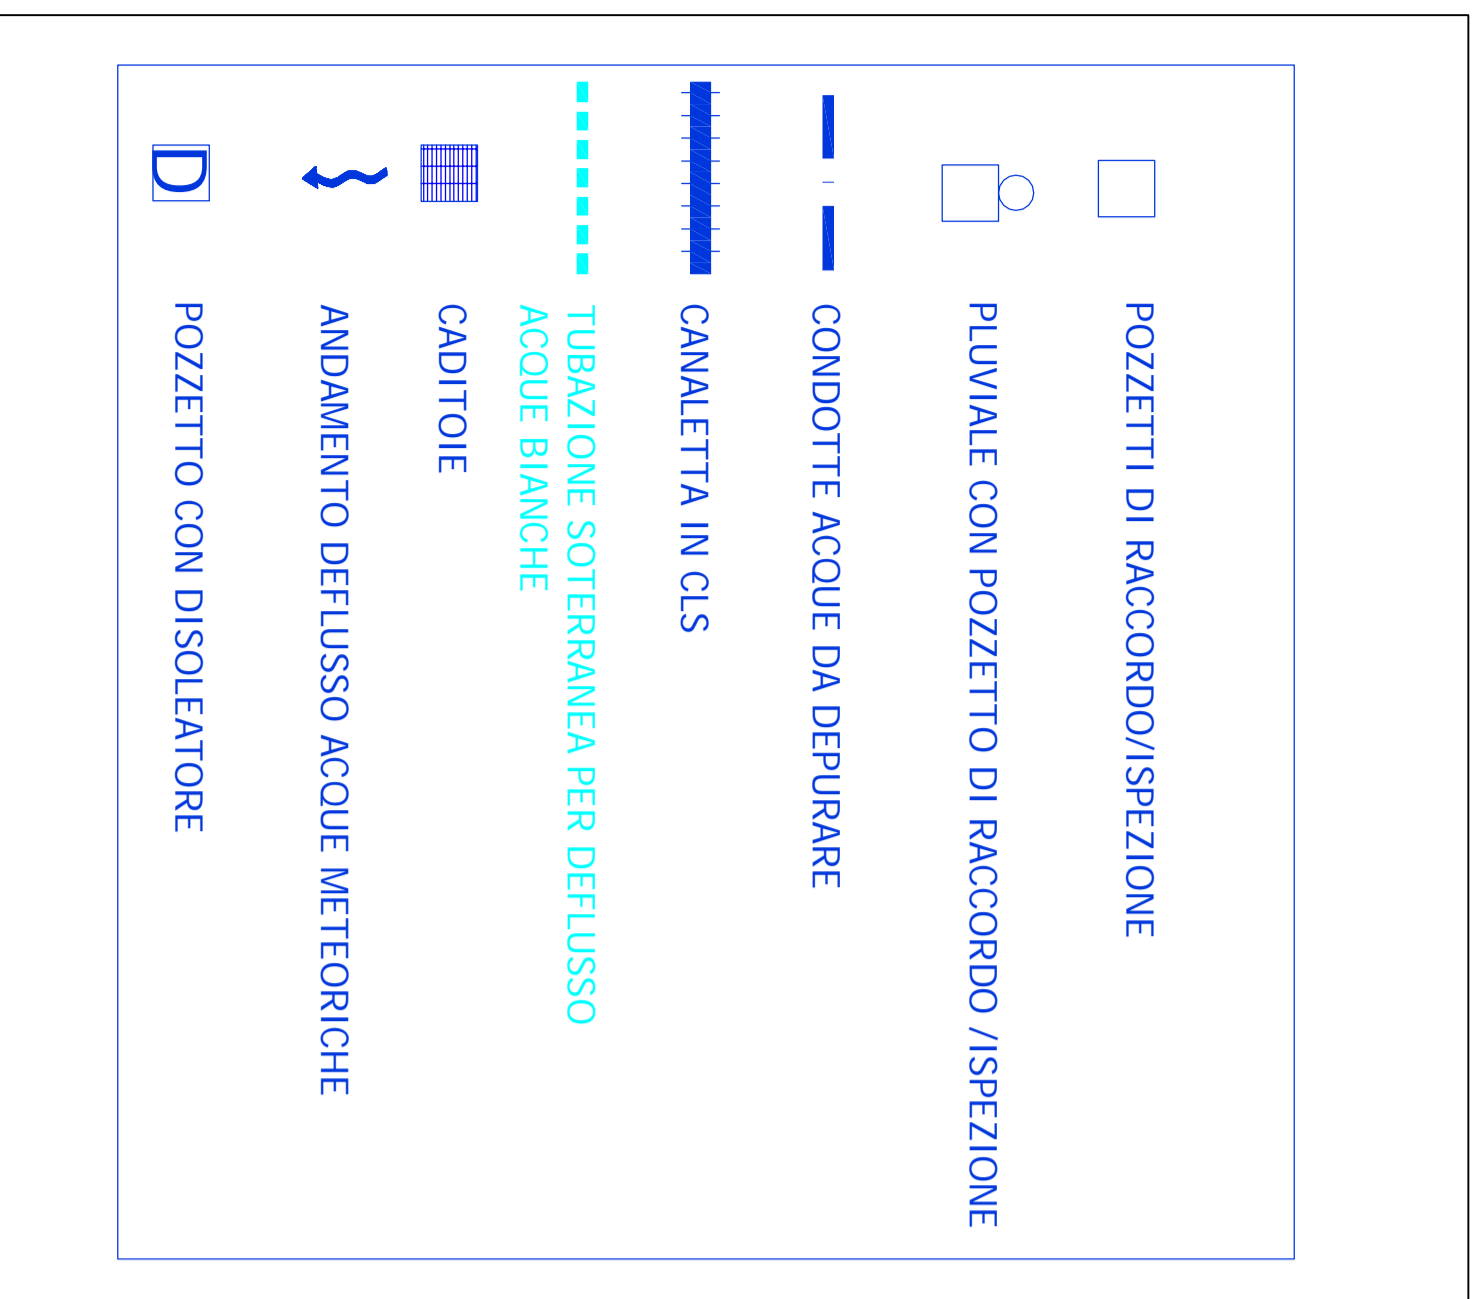 POZZETTI DI RACCORDO/ISPEZIONE
PLUVIALE CON POZZETTO DI RACCORDO /ISPEZIONE
CONDOTTE ACQUE DA DEPURARE
CANALETTA IN CLS
TUBAZIONE SOTERRANEA PER DEFLUSSO
ACQUE BIANCHE
CADITOIE
ANDAMENTO DEFLUSSO ACQUE METEORICHE
D
POZZETTO CON DISOLEATORE